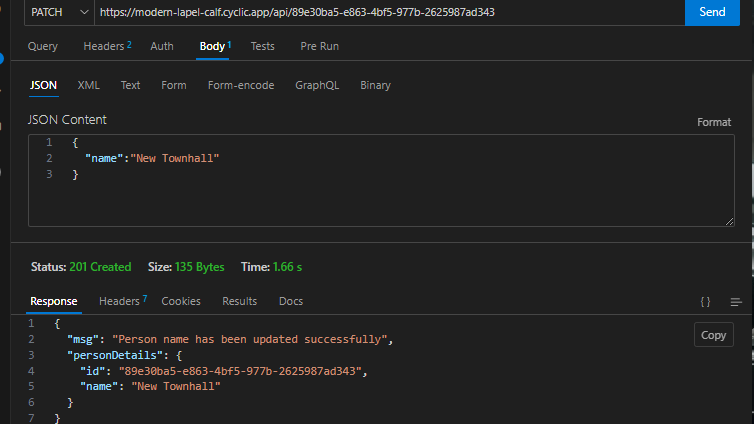 PATCH https://modern-lapel-calf.cyclic.app/api/89e30ba5-e863-4bf5-977b-2625987ad343 Send
Query Headers 2 Auth Body 1 Tests Pre Run
JSON XML Text Form Form-encode GraphQL Binary
JSON Content Format
1 {
2 "name":"New Townhall"
3 }
Status: 201 Created Size: 135 Bytes Time: 1.66 s
Response Headers 7 Cookies Results Docs { }
1 {
2 "msg": "Person name has been updated successfully",
Copy
3 "personDetails": {
4 "id": "89e30ba5-e863-4bf5-977b-2625987ad343",
5 "name": "New Townhall"
6 }
7 }